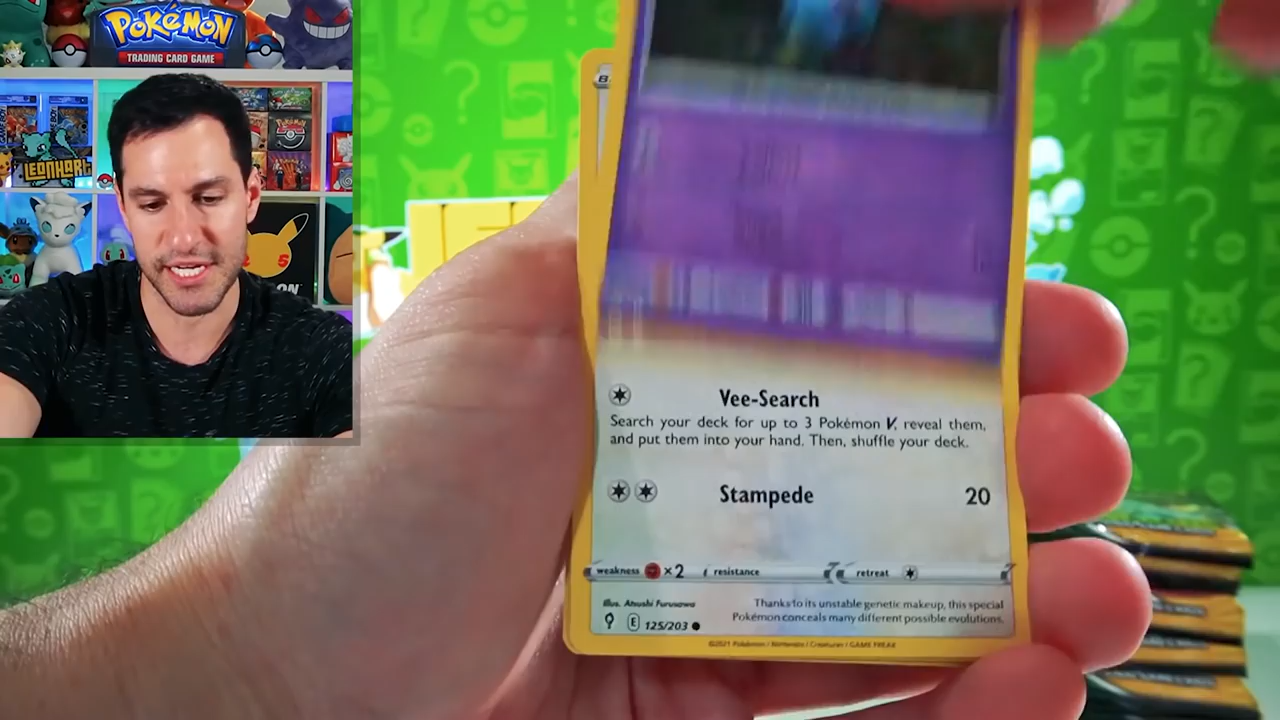 POKÉMON
TRADING CARD GAME
LEONHART
Vee-Search
Search your deck for up to 3 Pokémon V, reveal them,
and put them into your hand. Then, shuffle your deck.
Stampede 20
weakness ×2 resistance retreat
Illus. Atsushi Furusawa
Thanks to its unstable genetic makeup, this special
Pokémon conceals many different possible evolutions.
E 125/203
©2021 Pokémon / Nintendo / Creatures / GAME FREAK